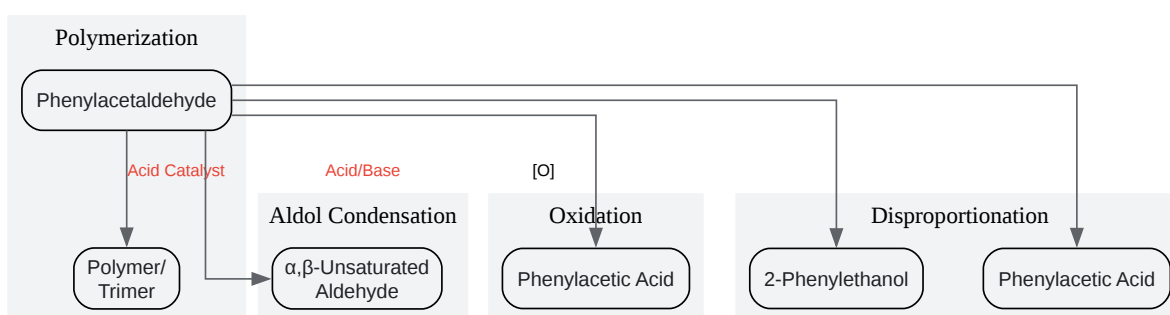 Polymerization
Phenylacetaldehyde
Acid Catalyst
Acid/Base
[O]
Aldol Condensation
Oxidation
Disproportionation
Polymer/
Trimer
α,β-Unsaturated
Aldehyde
Phenylacetic Acid
2-Phenylethanol
Phenylacetic Acid